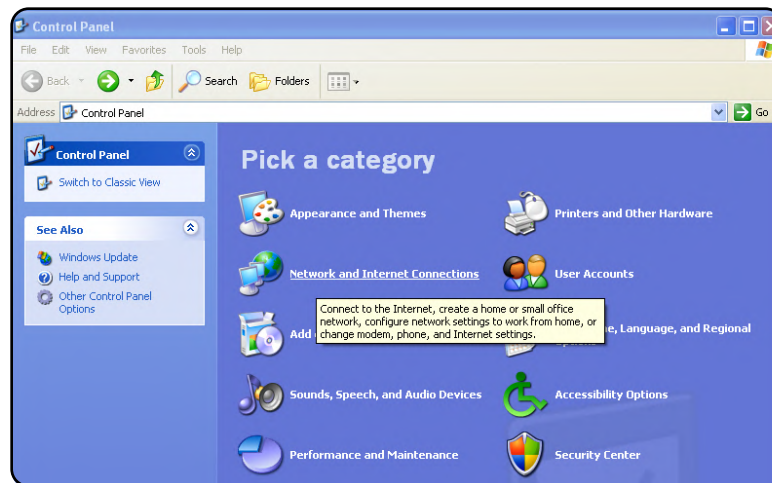 Control Panel
File Edit View Favorites Tools Help
Back Search Folders
Address Control Panel Go
Control Panel
Switch to Classic View
See Also
Windows Update
Help and Support
Other Control Panel
Options
Pick a category
Appearance and Themes
Printers and Other Hardware
Network and Internet Connections
User Accounts
Connect to the Internet, create a home or small office
network, configure network settings to work from home, or
change modem, phone, and Internet settings.
Add
Language, and Regional
Sounds, Speech, and Audio Devices
Accessibility Options
Performance and Maintenance
Security Center